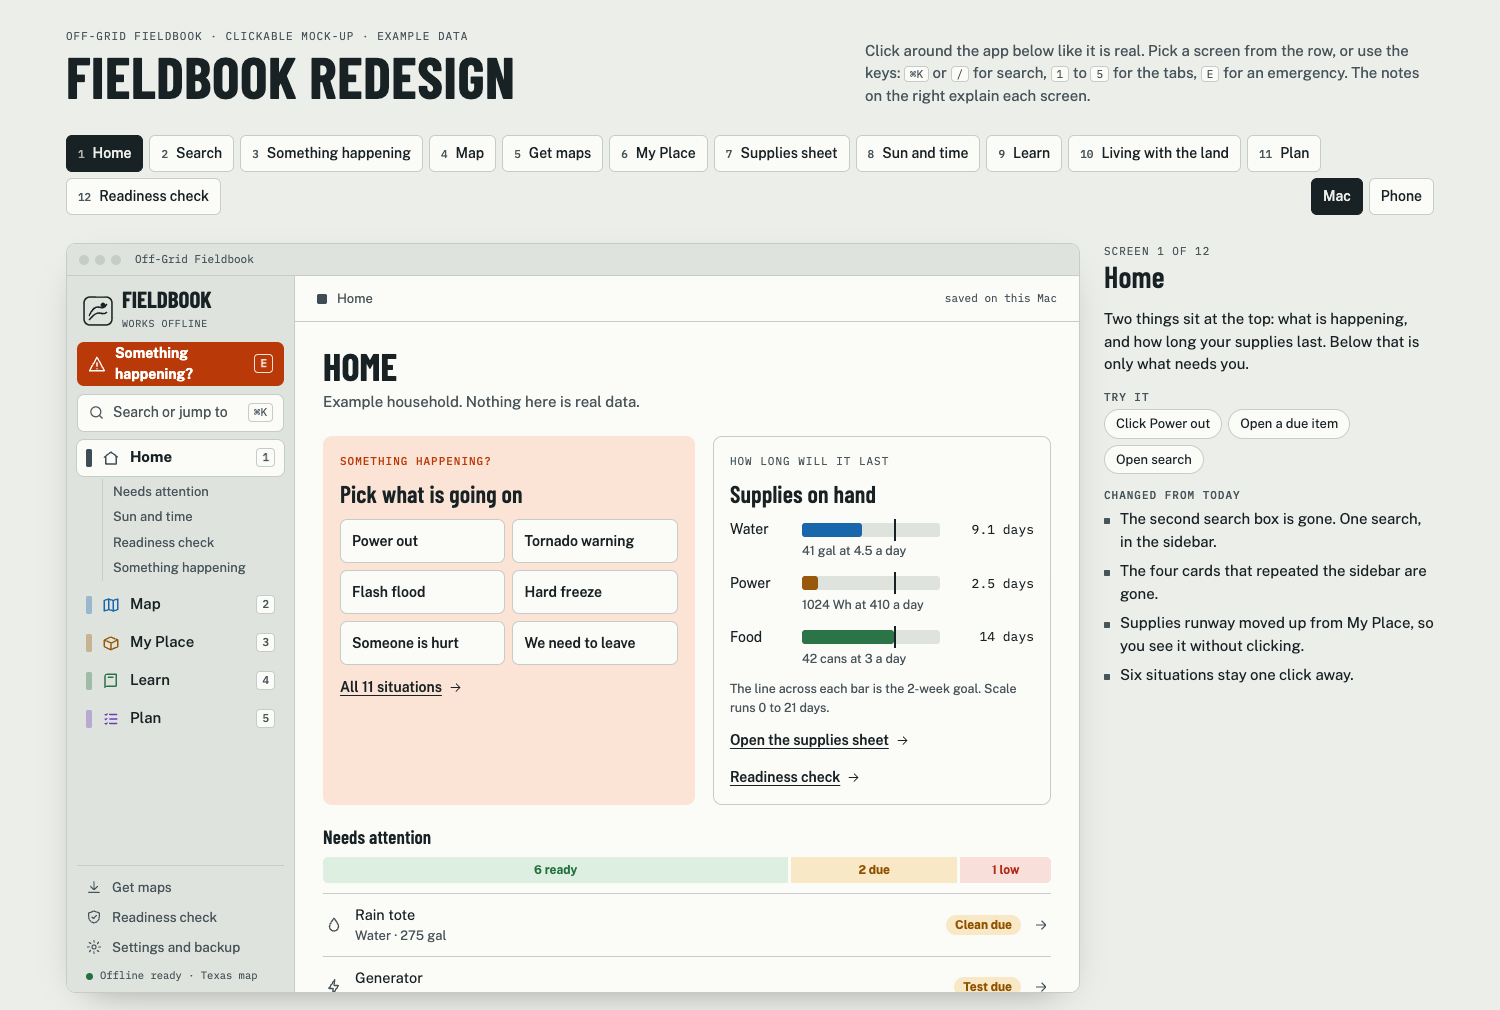 OFF-GRID FIELDBOOK · CLICKABLE MOCK-UP · EXAMPLE DATA
FIELDBOOK REDESIGN
Click around the app below like it is real. Pick a screen from the row, or use the
keys: ⌘K or / for search, 1 to 5 for the tabs, E for an emergency. The notes
on the right explain each screen.
1 Home
2 Search
3 Something happening
4 Map
5 Get maps
6 My Place
7 Supplies sheet
8 Sun and time
9 Learn
10 Living with the land
11 Plan
12 Readiness check
Mac
Phone
Off-Grid Fieldbook
FIELDBOOK
WORKS OFFLINE
Something
happening?
E
Search or jump to ⌘K
Home 1
Needs attention
Sun and time
Readiness check
Something happening
Map 2
My Place 3
Learn 4
Plan 5
Get maps
Readiness check
Settings and backup
Offline ready · Texas map
Home
saved on this Mac
HOME
Example household. Nothing here is real data.
SOMETHING HAPPENING?
Pick what is going on
Power out
Tornado warning
Flash flood
Hard freeze
Someone is hurt
We need to leave
All 11 situations →
HOW LONG WILL IT LAST
Supplies on hand
Water 9.1 days
41 gal at 4.5 a day
Power 2.5 days
1024 Wh at 410 a day
Food 14 days
42 cans at 3 a day
The line across each bar is the 2-week goal. Scale
runs 0 to 21 days.
Open the supplies sheet →
Readiness check →
Needs attention
6 ready
2 due
1 low
Rain tote
Water · 275 gal
Clean due →
Generator
Test due →
SCREEN 1 OF 12
Home
Two things sit at the top: what is happening,
and how long your supplies last. Below that is
only what needs you.
TRY IT
Click Power out
Open a due item
Open search
CHANGED FROM TODAY
The second search box is gone. One search,
in the sidebar.
The four cards that repeated the sidebar are
gone.
Supplies runway moved up from My Place, so
you see it without clicking.
Six situations stay one click away.